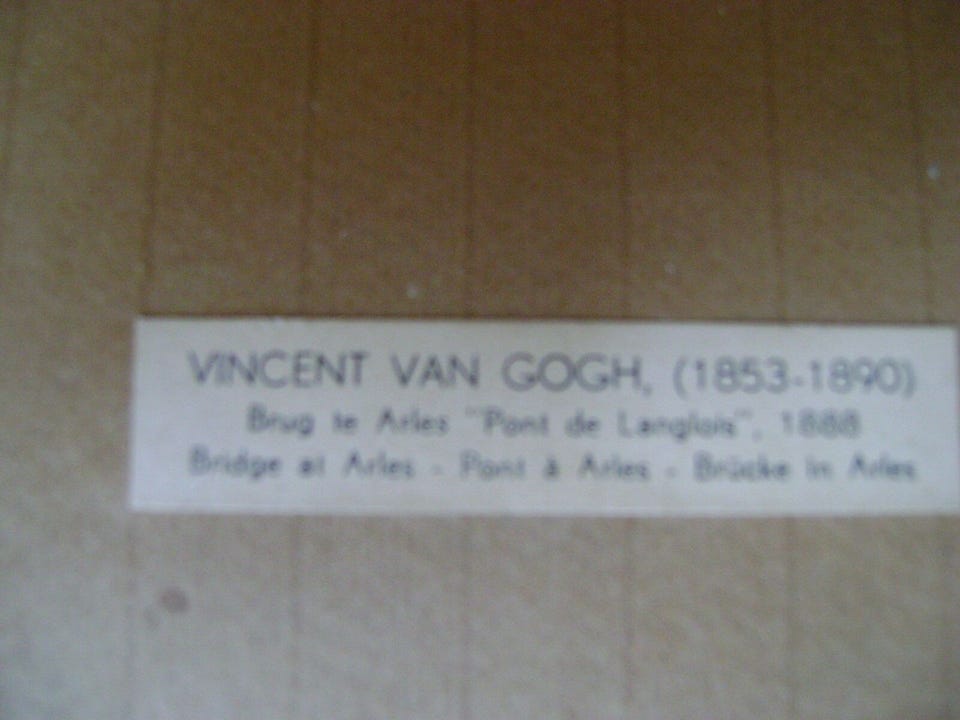 VINCENT VAN GOGH, (1853-1890)
Brug te Arles "Pont de Langlois", 1888
Bridge at Arles - Pont à Arles - Brücke in Arles